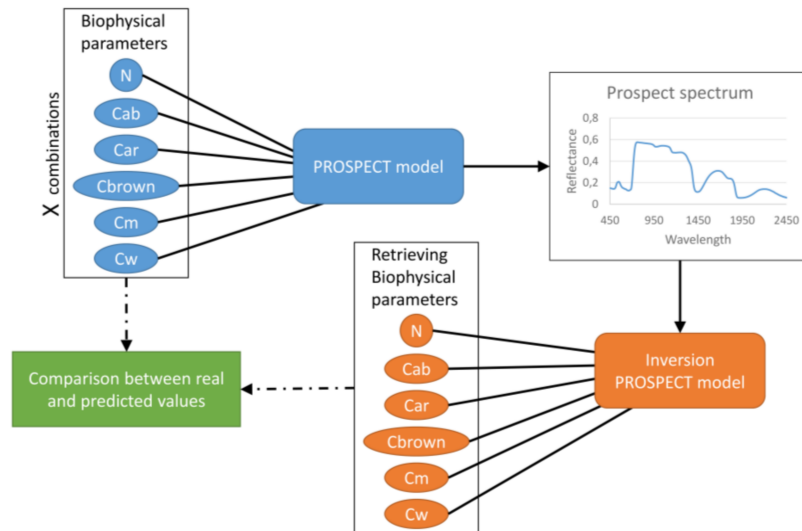 Biophysical
parameters
N
Cab
Car
Cbrown
Cm
Cw
X combinations
PROSPECT model
Prospect spectrum
Reflectance
0,8
0,6
0,4
0,2
0
450 950 1450 1950 2450
Wavelength
Retrieving
Biophysical
parameters
N
Cab
Car
Cbrown
Cm
Cw
Inversion
PROSPECT model
Comparison between real
and predicted values